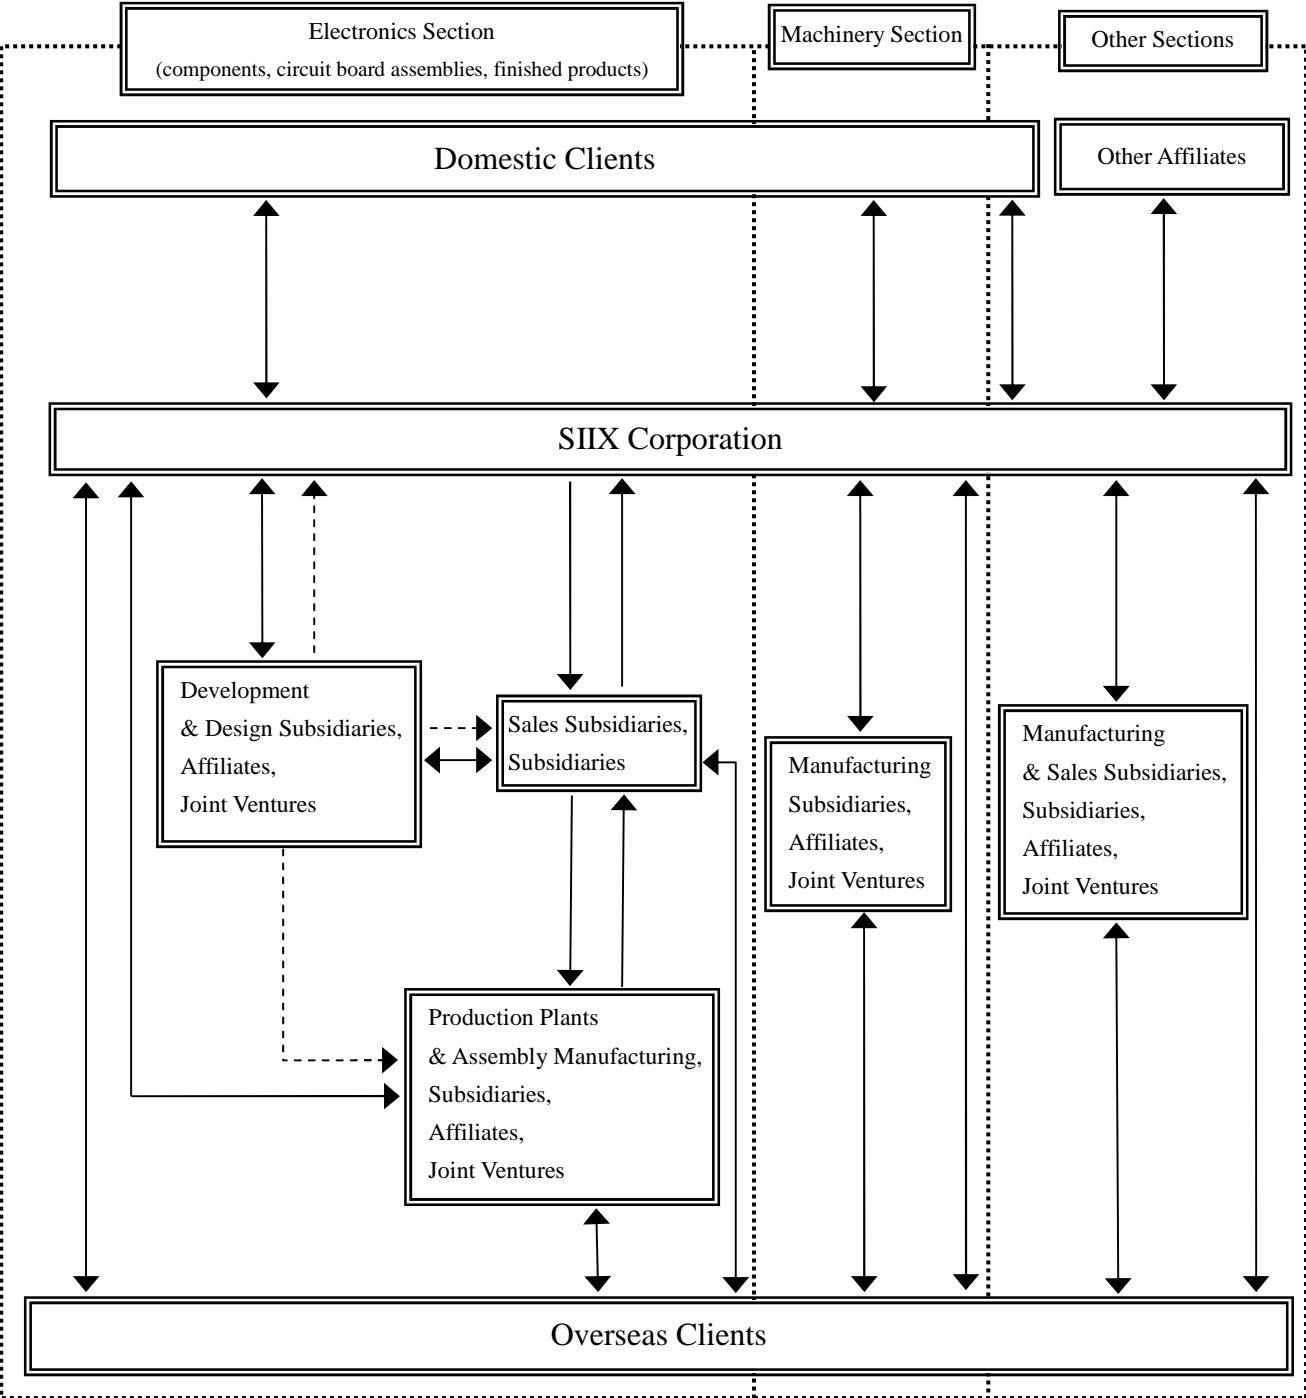 Electronics Section
(components, circuit board assemblies, finished products)
Machinery Section
Other Sections
Domestic Clients
Other Affiliates
SIIX Corporation
Development
& Design Subsidiaries,
Affiliates,
Joint Ventures
Sales Subsidiaries,
Subsidiaries
Manufacturing
Subsidiaries,
Affiliates,
Joint Ventures
Manufacturing
& Sales Subsidiaries,
Subsidiaries,
Affiliates,
Joint Ventures
Production Plants
& Assembly Manufacturing,
Subsidiaries,
Affiliates,
Joint Ventures
Overseas Clients